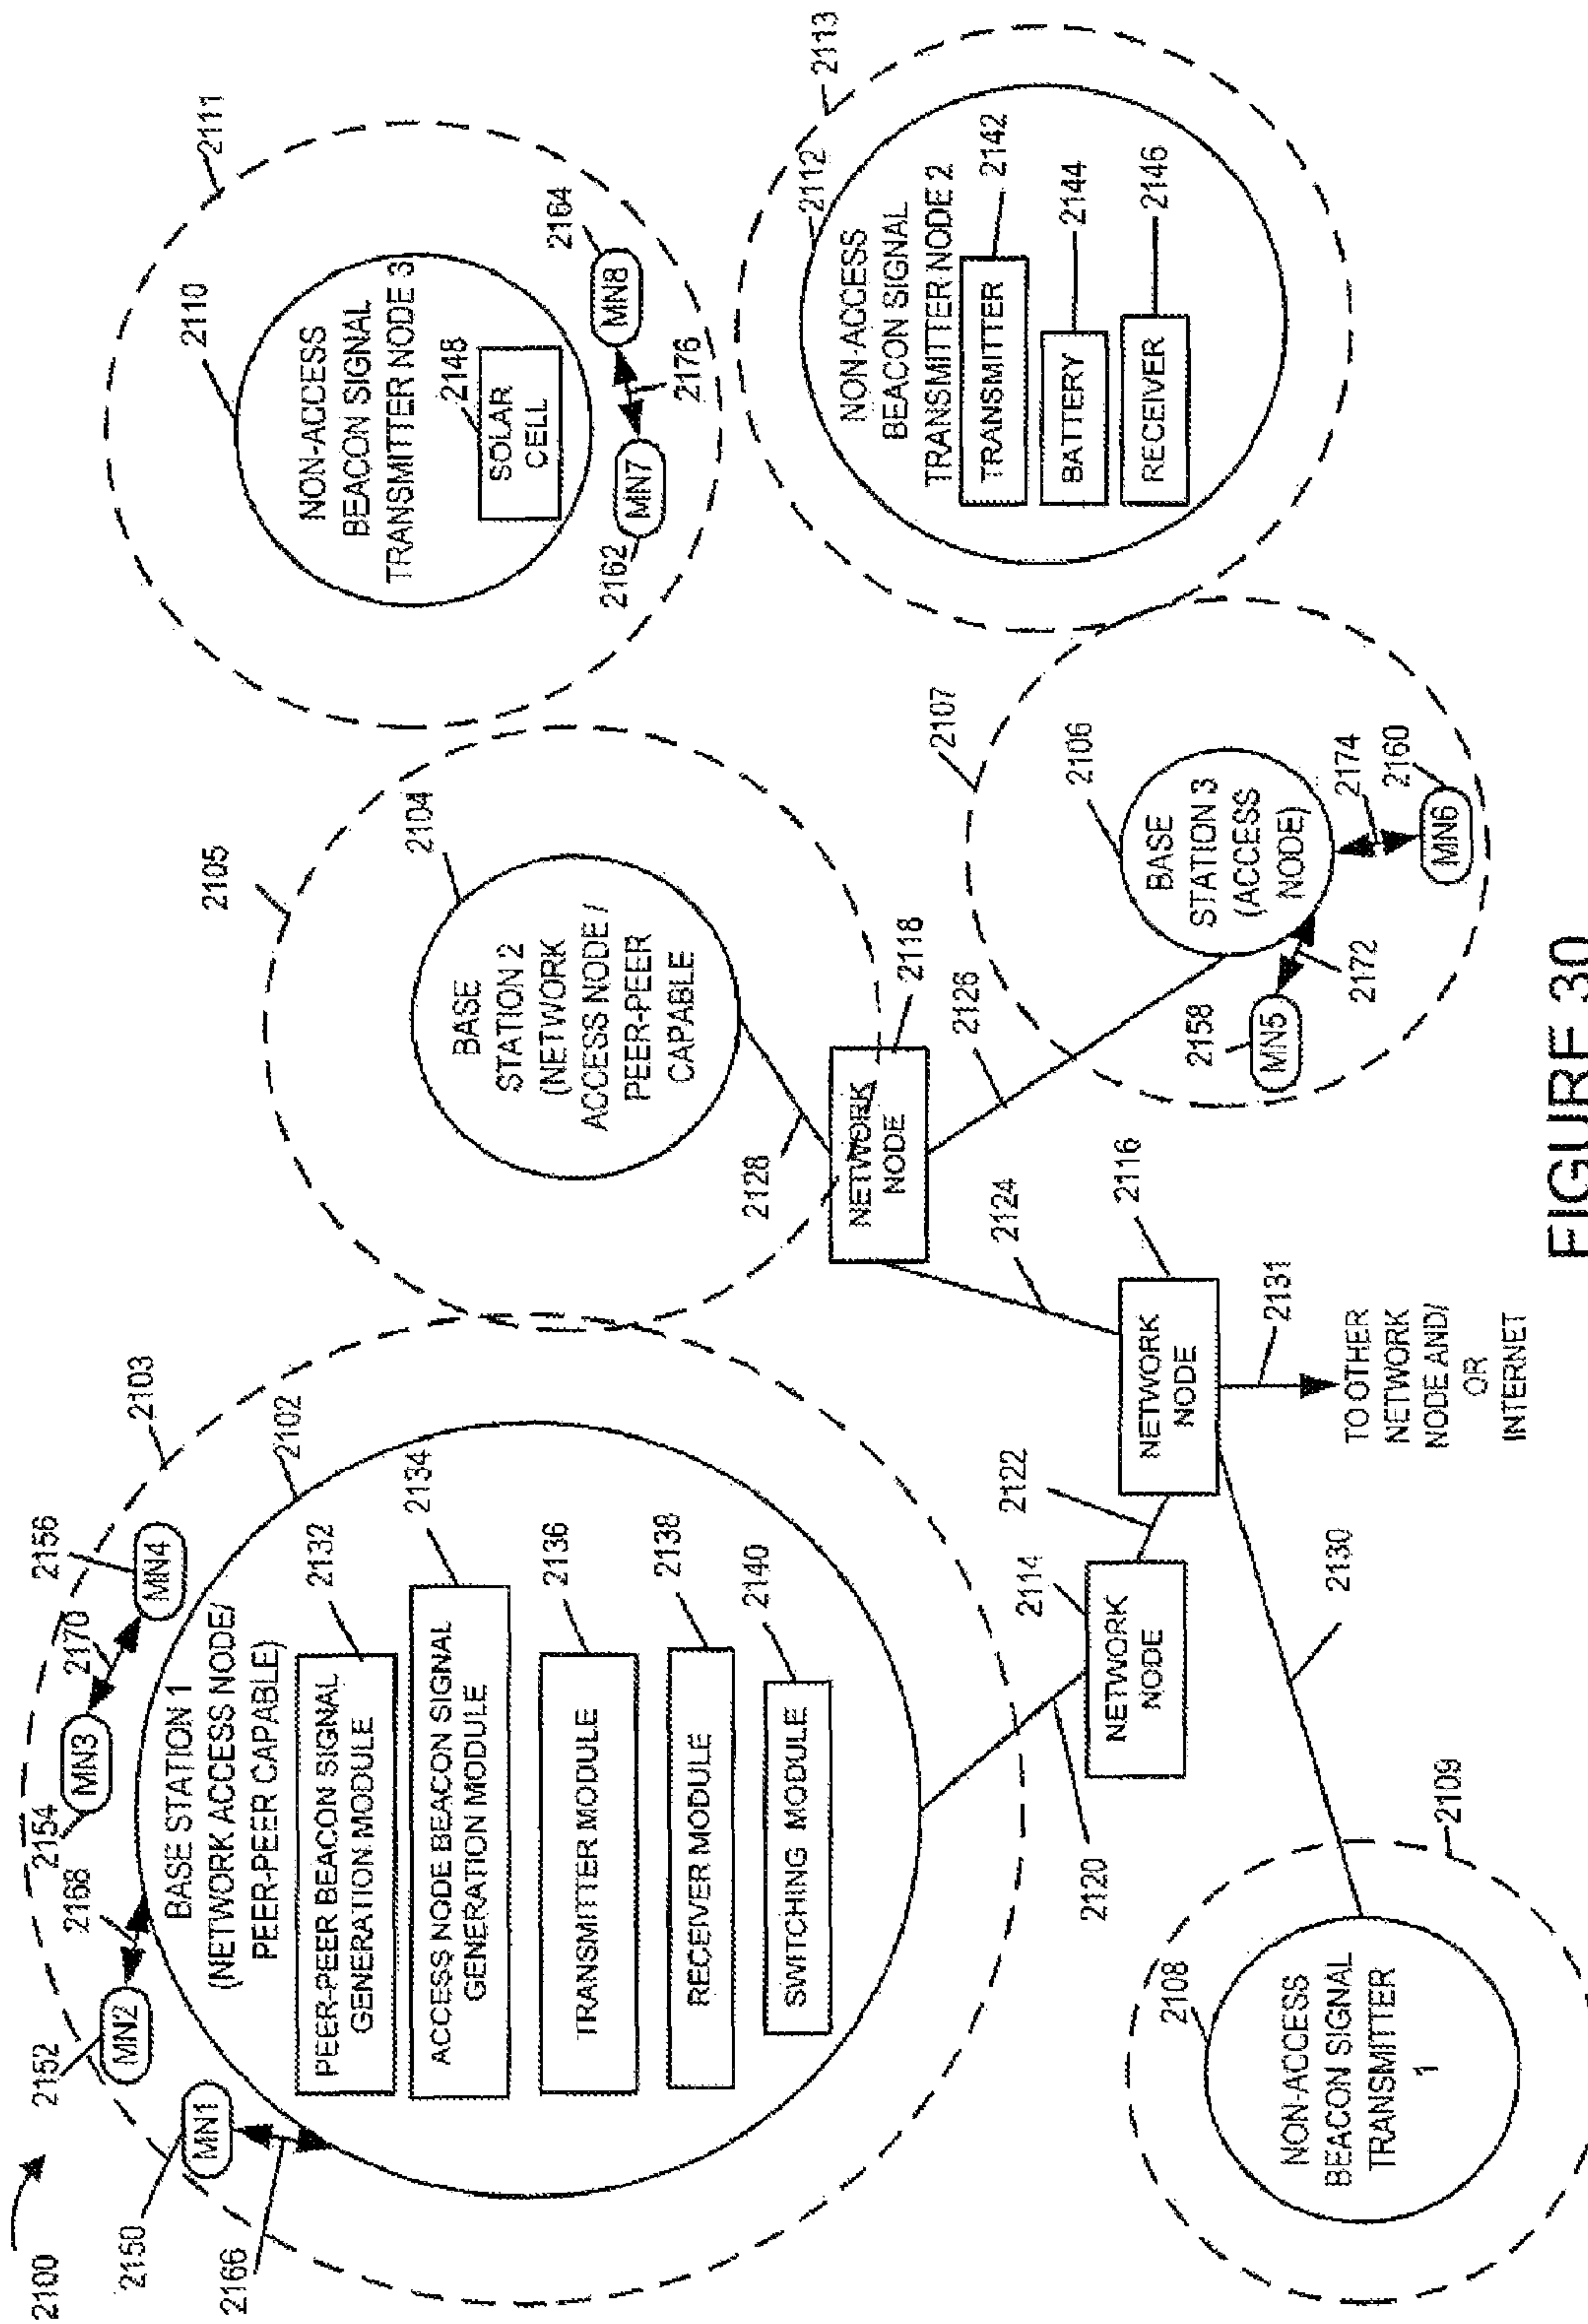 2100
2150
MN1
2166
2152
MN2
2168
2154
MN3
2170
2156
MN4
2103
2102
BASE STATION 1
(NETWORK ACCESS NODE/
PEER-PEER CAPABLE)
2132
PEER-PEER BEACON SIGNAL
GENERATION MODULE
2134
ACCESS NODE BEACON SIGNAL
GENERATION MODULE
2136
TRANSMITTER MODULE
2138
RECEIVER MODULE
2140
SWITCHING MODULE
2105
2104
BASE
STATION 2
(NETWORK
ACCESS NODE /
PEER-PEER
CAPABLE
2128
2118
NETWORK
NODE
2126
2111
2110
NON-ACCESS
BEACON SIGNAL
TRANSMITTER NODE 3
2148
SOLAR
CELL
2162
MN7
2164
MN8
2176
2113
2112
NON-ACCESS
BEACON SIGNAL
TRANSMITTER NODE 2
2142
TRANSMITTER
2144
BATTERY
2146
RECEIVER
2107
2106
BASE
STATION 3
(ACCESS
NODE)
2158
MN5
2172
2174
2160
MN6
2124
2116
NETWORK
NODE
2131
TO OTHER
NETWORK
NODE AND/
OR
INTERNET
2122
2114
NETWORK
NODE
2120
2130
2109
2108
NON-ACCESS
BEACON SIGNAL
TRANSMITTER
1
FIGURE 30